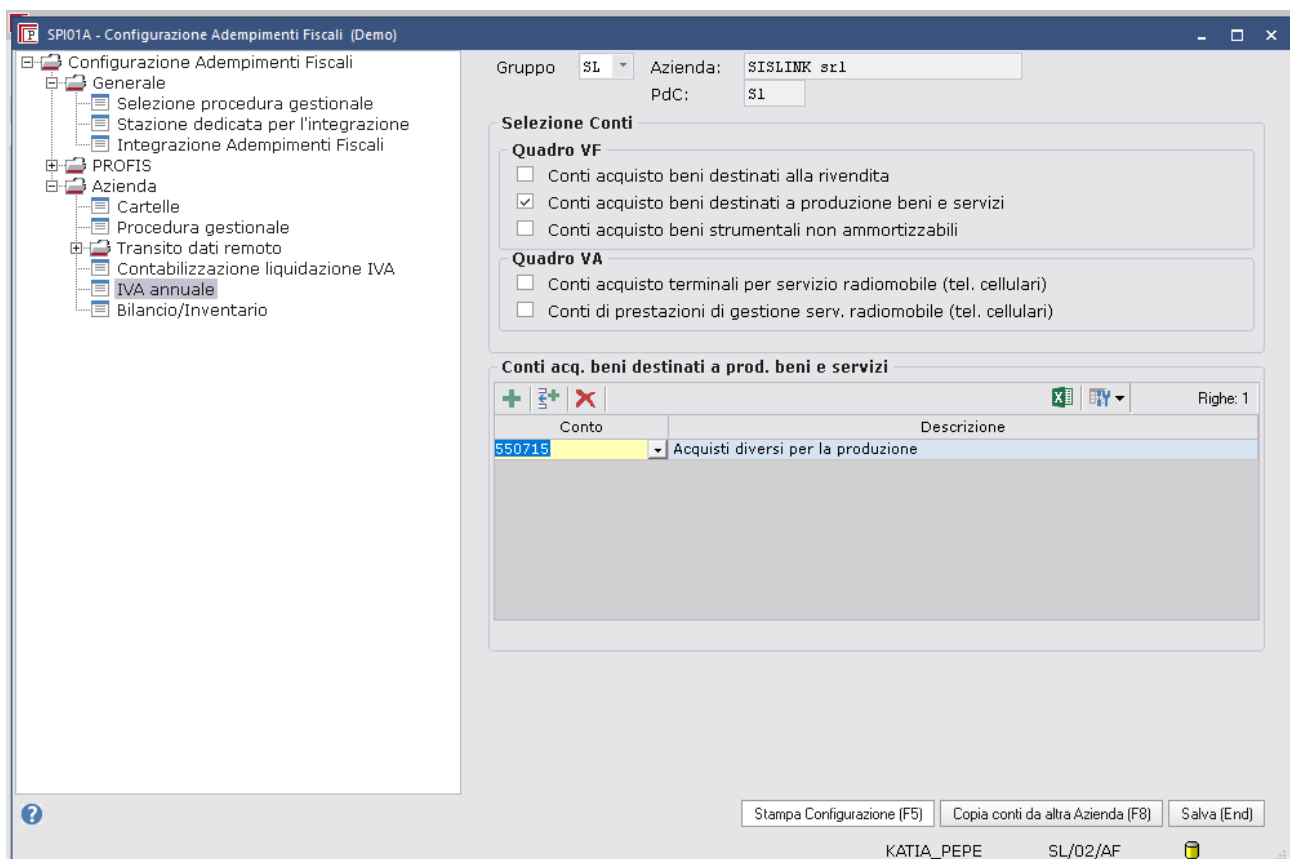 SPI01A - Configurazione Adempimenti Fiscali (Demo)
Configurazione Adempimenti Fiscali
Generale
Selezione procedura gestionale
Stazione dedicata per l'integrazione
Integrazione Adempimenti Fiscali
PROFIS
Azienda
Cartelle
Procedura gestionale
Transito dati remoto
Contabilizzazione liquidazione IVA
IVA annuale
Bilancio/Inventario
Gruppo SL Azienda: SISLINK srl
PdC: S1
Selezione Conti
Quadro VF
Conti acquisto beni destinati alla rivendita
Conti acquisto beni destinati a produzione beni e servizi
Conti acquisto beni strumentali non ammortizzabili
Quadro VA
Conti acquisto terminali per servizio radiomobile (tel. cellulari)
Conti di prestazioni di gestione serv. radiomobile (tel. cellulari)
Conti acq. beni destinati a prod. beni e servizi
Righe: 1
Conto Descrizione
550715 Acquisti diversi per la produzione
Stampa Configurazione (F5) Copia conti da altra Azienda (F8) Salva (End)
KATIA_PEPE SL/02/AF